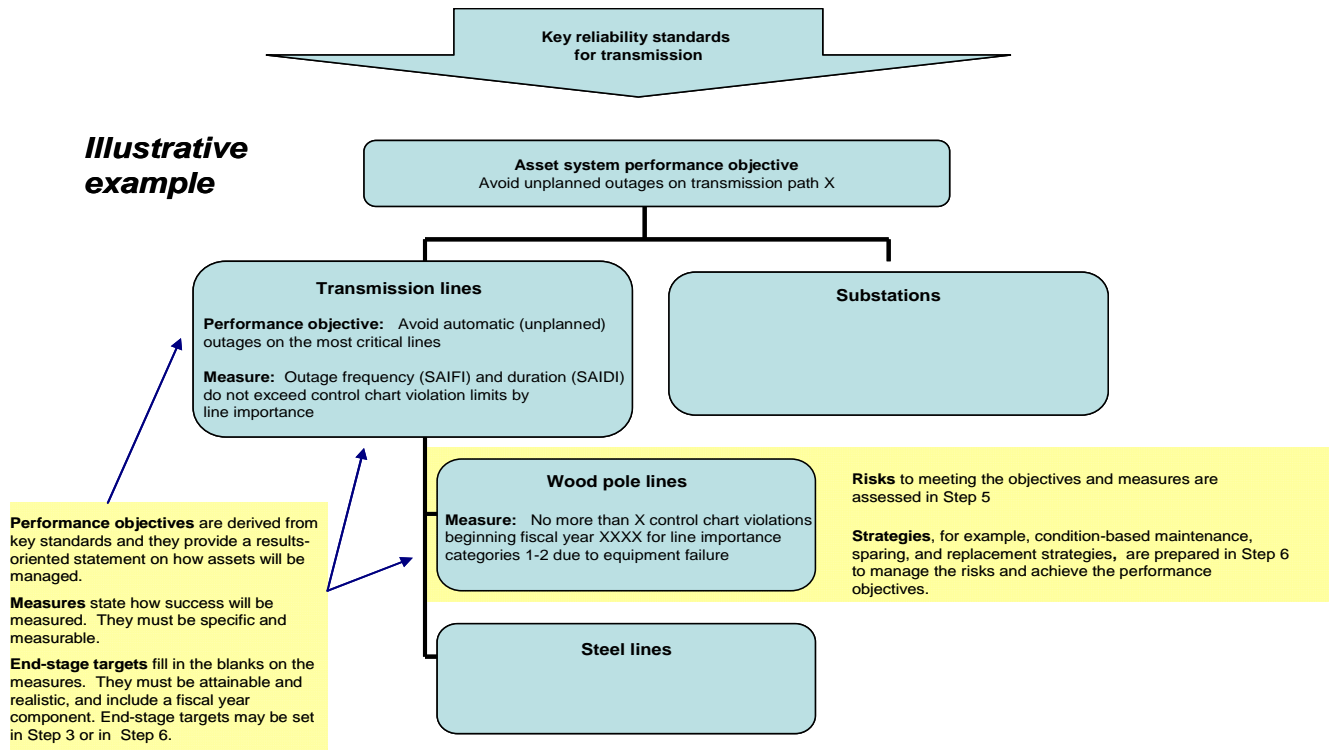 Key reliability standards
for transmission
Illustrative
example
Asset system performance objective
Avoid unplanned outages on transmission path X
Transmission lines
Performance objective: Avoid automatic (unplanned)
outages on the most critical lines
Measure: Outage frequency (SAIFI) and duration (SAIDI)
do not exceed control chart violation limits by
line importance
Substations
Wood pole lines
Measure: No more than X control chart violations
beginning fiscal year XXXX for line importance
categories 1-2 due to equipment failure
Risks to meeting the objectives and measures are
assessed in Step 5
Strategies, for example, condition-based maintenance,
sparing, and replacement strategies, are prepared in Step 6
to manage the risks and achieve the performance
objectives.
Performance objectives are derived from
key standards and they provide a results-
oriented statement on how assets will be
managed.
Measures state how success will be
measured. They must be specific and
measurable.
End-stage targets fill in the blanks on the
measures. They must be attainable and
realistic, and include a fiscal year
component. End-stage targets may be set
in Step 3 or in Step 6.
Steel lines